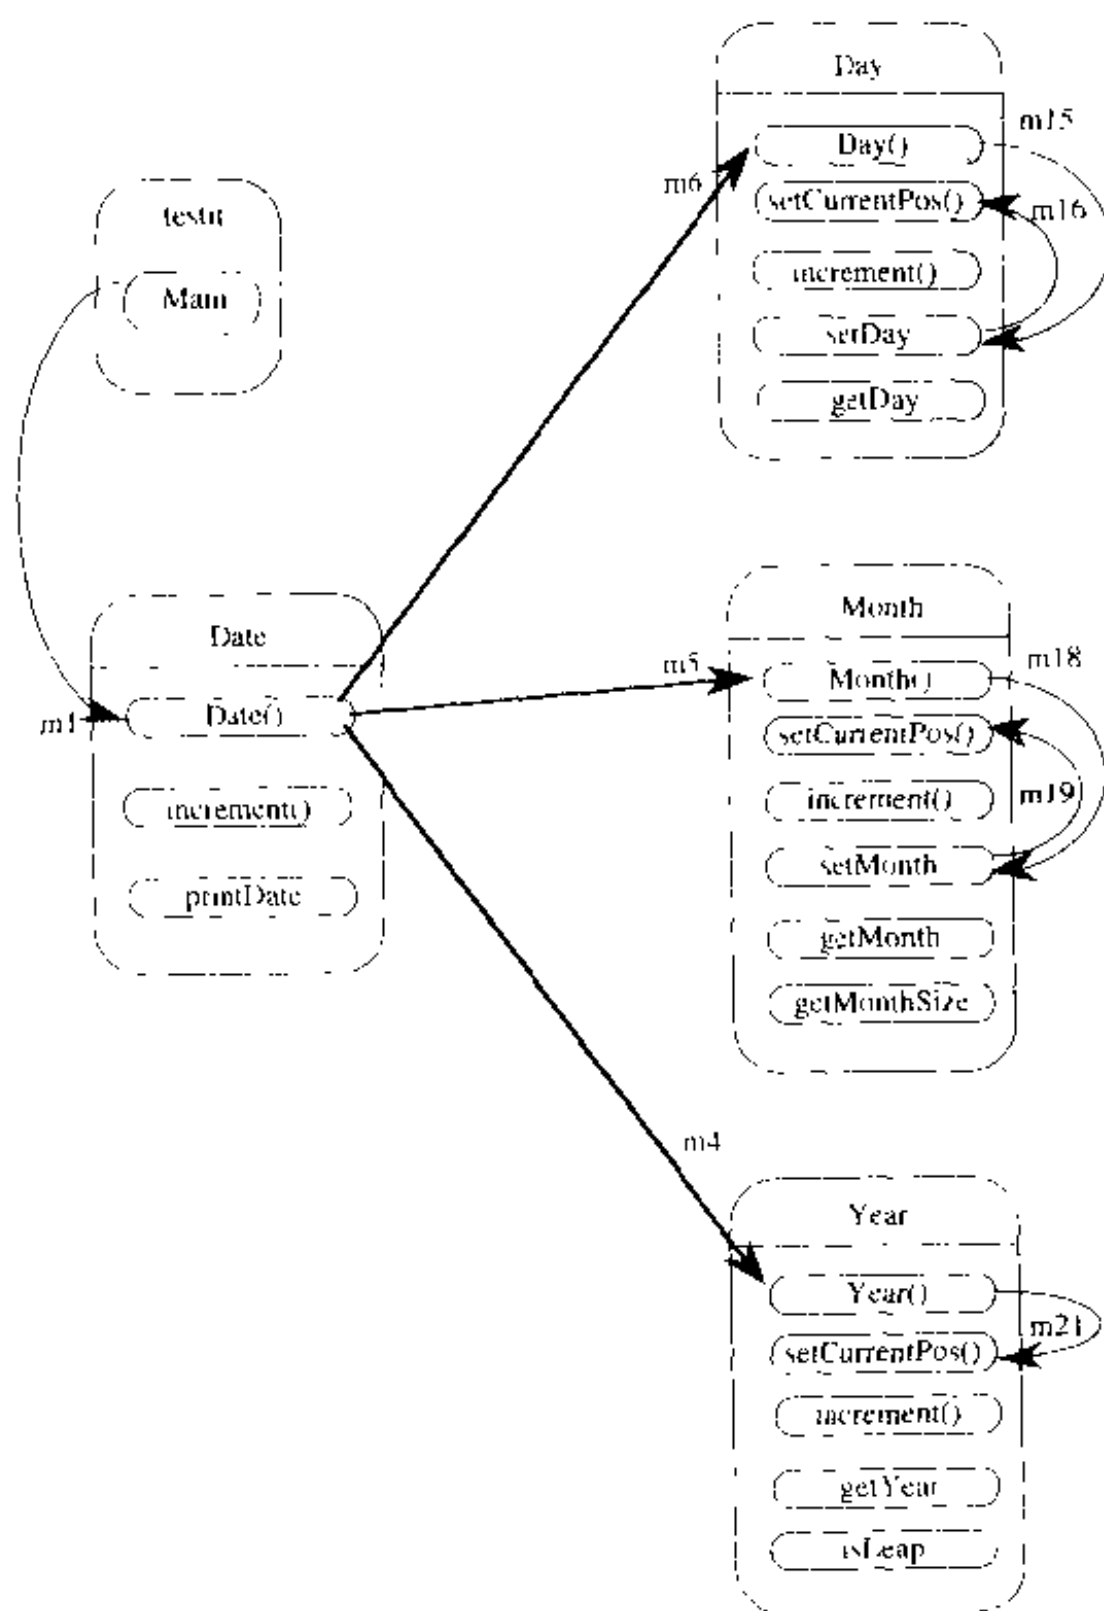 Day
m15
Day()
m6
setCurrentPos()
m16
testit
increment()
Main
setDay
getDay
Month
Date
m5
m18
Month()
m1
Date()
setCurrentPos()
increment()
increment()
m19
setMonth
printDate
getMonth
getMonthSize
m4
Year
Year()
m21
setCurrentPos()
increment()
getYear
isLeap